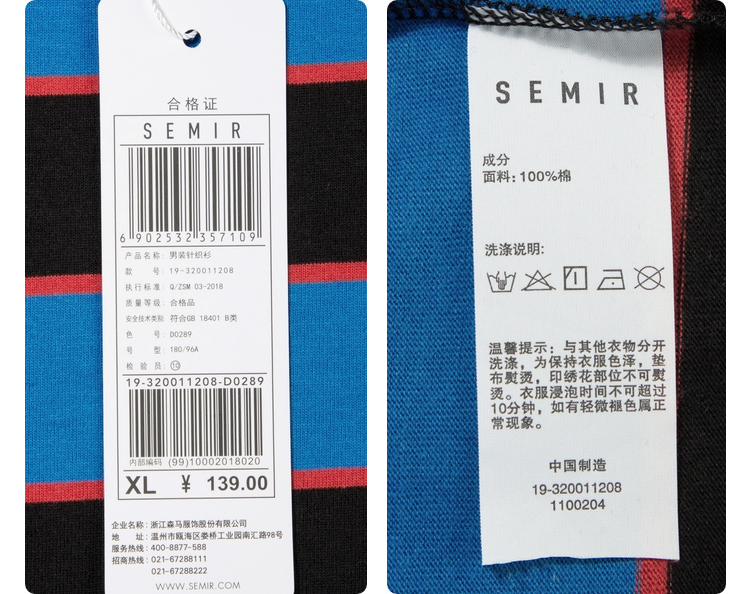 合格证
SEMIR
6 902532 357109
产品名称: 男装针织衫
款 号: 19-320011208
执行标准: Q/ZSM 03-2018
质量等级: 合格品
安全技术类别: 符合GB 18401 B类
色 号: D0289
号 型: 180/96A
检 验 员: ⑩
19-320011208-D0289
内部编码 (99)10002018020
XL ¥ 139.00
企业名称: 浙江森马服饰股份有限公司
地 址: 温州市瓯海区娄桥工业园南汇路98号
服务热线: 400-8877-588
招商热线: 021-67288111
021-67288222
WWW.SEMIR.COM
SEMIR
成分
面料: 100%棉
洗涤说明:
温馨提示: 与其他衣物分开
洗涤, 为保持衣服色泽, 垫
布熨烫, 印绣花部位不可熨
烫。衣服浸泡时间不可超过
10分钟, 如有轻微褪色属正
常现象。
中国制造
19-320011208
1100204